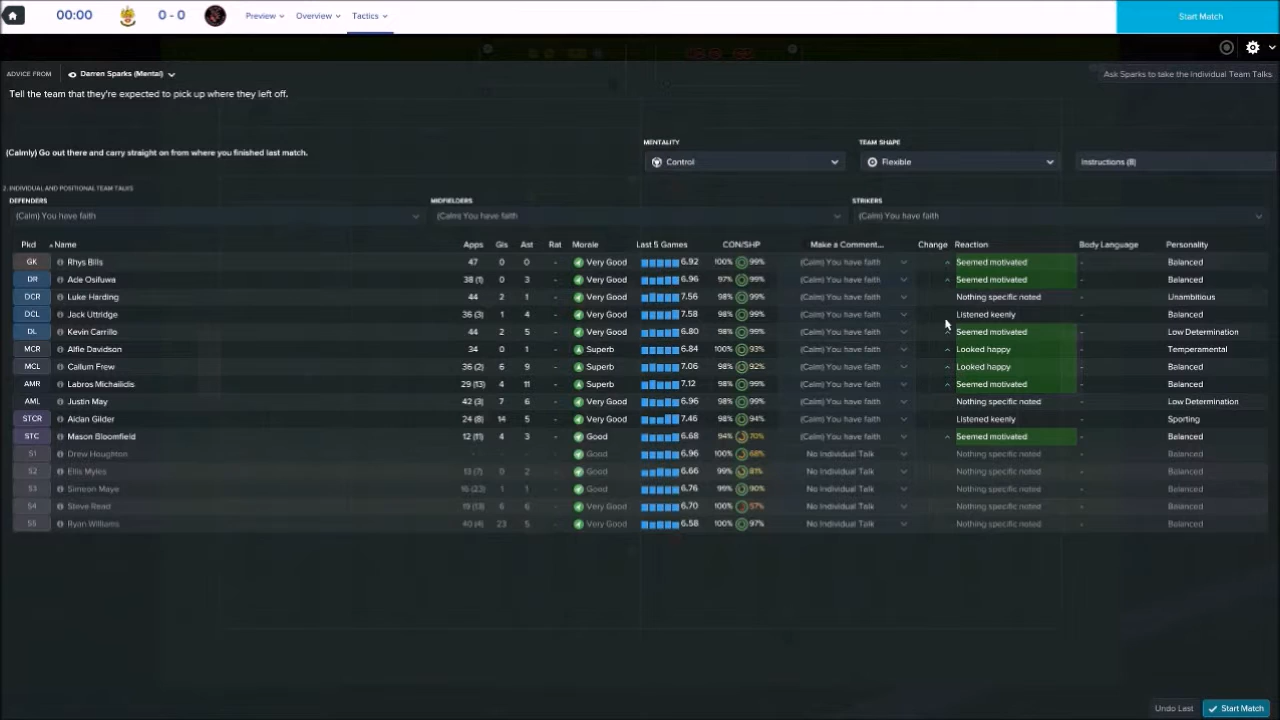 00:00 0 - 0 Preview Overview Tactics Start Match
ADVICE FROM Darren Sparks (Mental) Ask Sparks to take the Individual Team Talks
Tell the team that they're expected to pick up where they left off.
MENTALITY TEAM SHAPE
(Calmly) Go out there and carry straight on from where you finished last match.
Control Flexible Instructions (8)
2. INDIVIDUAL AND POSITIONAL TEAM TALKS
DEFENDERS MIDFIELDERS STRIKERS
(Calm) You have faith (Calm) You have faith (Calm) You have faith
Pkd Name Apps Gls Ast Rat Morale Last 5 Games CON/SHP Make a Comment... Change Reaction Body Language Personality
GK Rhys Bills 47 0 0 - Very Good 6.92 100% 99% (Calm) You have faith Seemed motivated - Balanced
DR Ade Osifuwa 38 (1) 0 3 - Very Good 6.96 97% 99% (Calm) You have faith Seemed motivated - Balanced
DCR Luke Harding 44 2 1 - Very Good 7.56 98% 99% (Calm) You have faith Nothing specific noted - Unambitious
DCL Jack Uttridge 36 (3) 1 4 - Very Good 7.58 98% 99% (Calm) You have faith Listened keenly - Balanced
DL Kevin Carrillo 44 2 5 - Very Good 6.80 98% 99% (Calm) You have faith Seemed motivated - Low Determination
MCR Alfie Davidson 34 0 1 - Superb 6.84 100% 93% (Calm) You have faith Looked happy - Temperamental
MCL Callum Frew 36 (2) 6 9 - Superb 7.06 98% 92% (Calm) You have faith Looked happy - Balanced
AMR Labros Michailidis 29 (13) 4 11 - Superb 7.12 98% 99% (Calm) You have faith Seemed motivated - Balanced
AML Justin May 42 (3) 7 6 - Very Good 6.96 98% 99% (Calm) You have faith Nothing specific noted - Low Determination
STCR Aidan Gilder 24 (8) 14 5 - Very Good 7.46 98% 94% (Calm) You have faith Listened keenly - Sporting
STC Mason Bloomfield 12 (11) 4 3 - Good 6.68 94% 70% (Calm) You have faith Seemed motivated - Balanced
S1 Drew Houghton - - - - Good 6.96 100% 68% No Individual Talk Nothing specific noted - Balanced
S2 Ellis Myles 13 (7) 0 2 - Good 6.66 99% 81% No Individual Talk Nothing specific noted - Balanced
S3 Simeon Maye 16 (23) 1 1 - Good 6.76 99% 90% No Individual Talk Nothing specific noted - Balanced
S4 Steve Read 19 (13) 6 6 - Very Good 6.70 100% 57% No Individual Talk Nothing specific noted - Balanced
S5 Ryan Williams 40 (4) 23 5 - Very Good 6.58 100% 97% No Individual Talk Nothing specific noted - Balanced
Undo Last Start Match